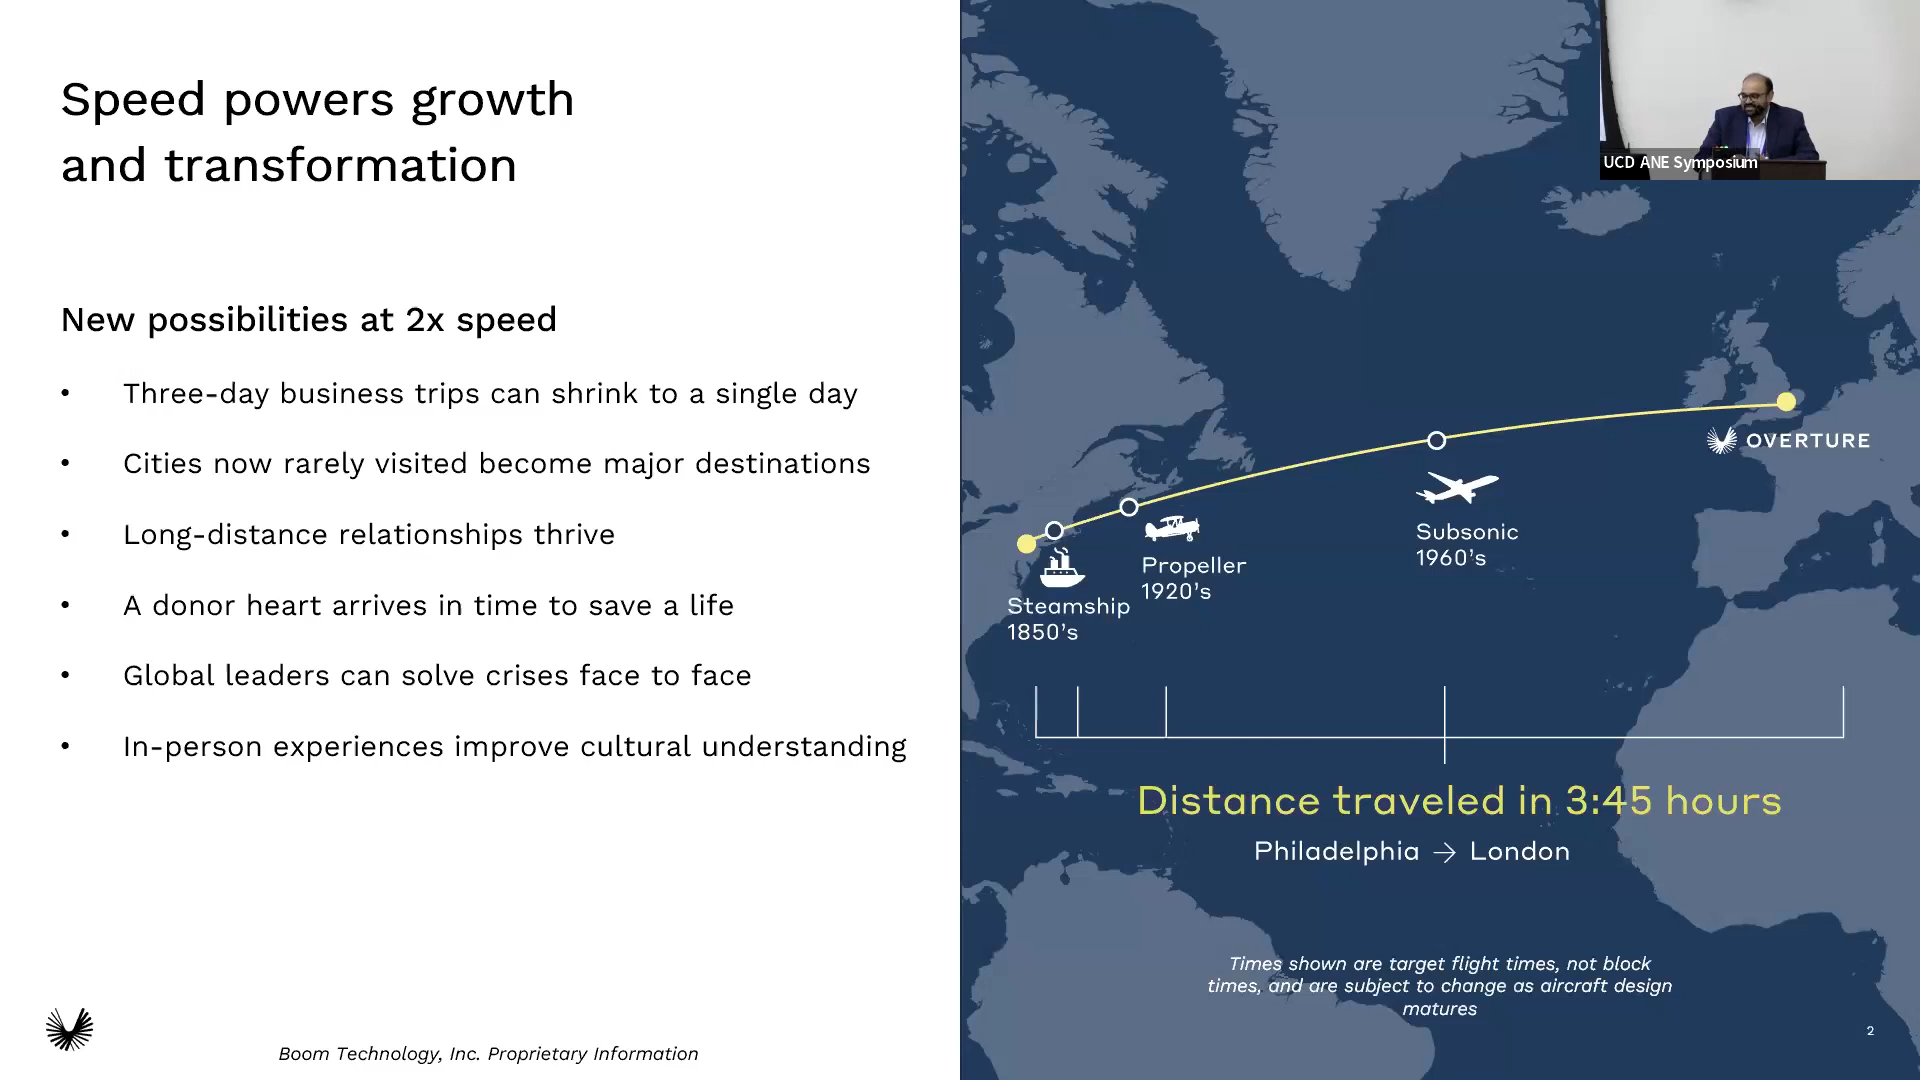 Speed powers growth
and transformation
New possibilities at 2x speed
• Three-day business trips can shrink to a single day
• Cities now rarely visited become major destinations
• Long-distance relationships thrive
• A donor heart arrives in time to save a life
• Global leaders can solve crises face to face
• In-person experiences improve cultural understanding
Boom Technology, Inc. Proprietary Information
UCD ANE Symposium
OVERTURE
Subsonic
1960's
Propeller
1920's
Steamship
1850's
Distance traveled in 3:45 hours
Philadelphia → London
Times shown are target flight times, not block
times, and are subject to change as aircraft design
matures
2